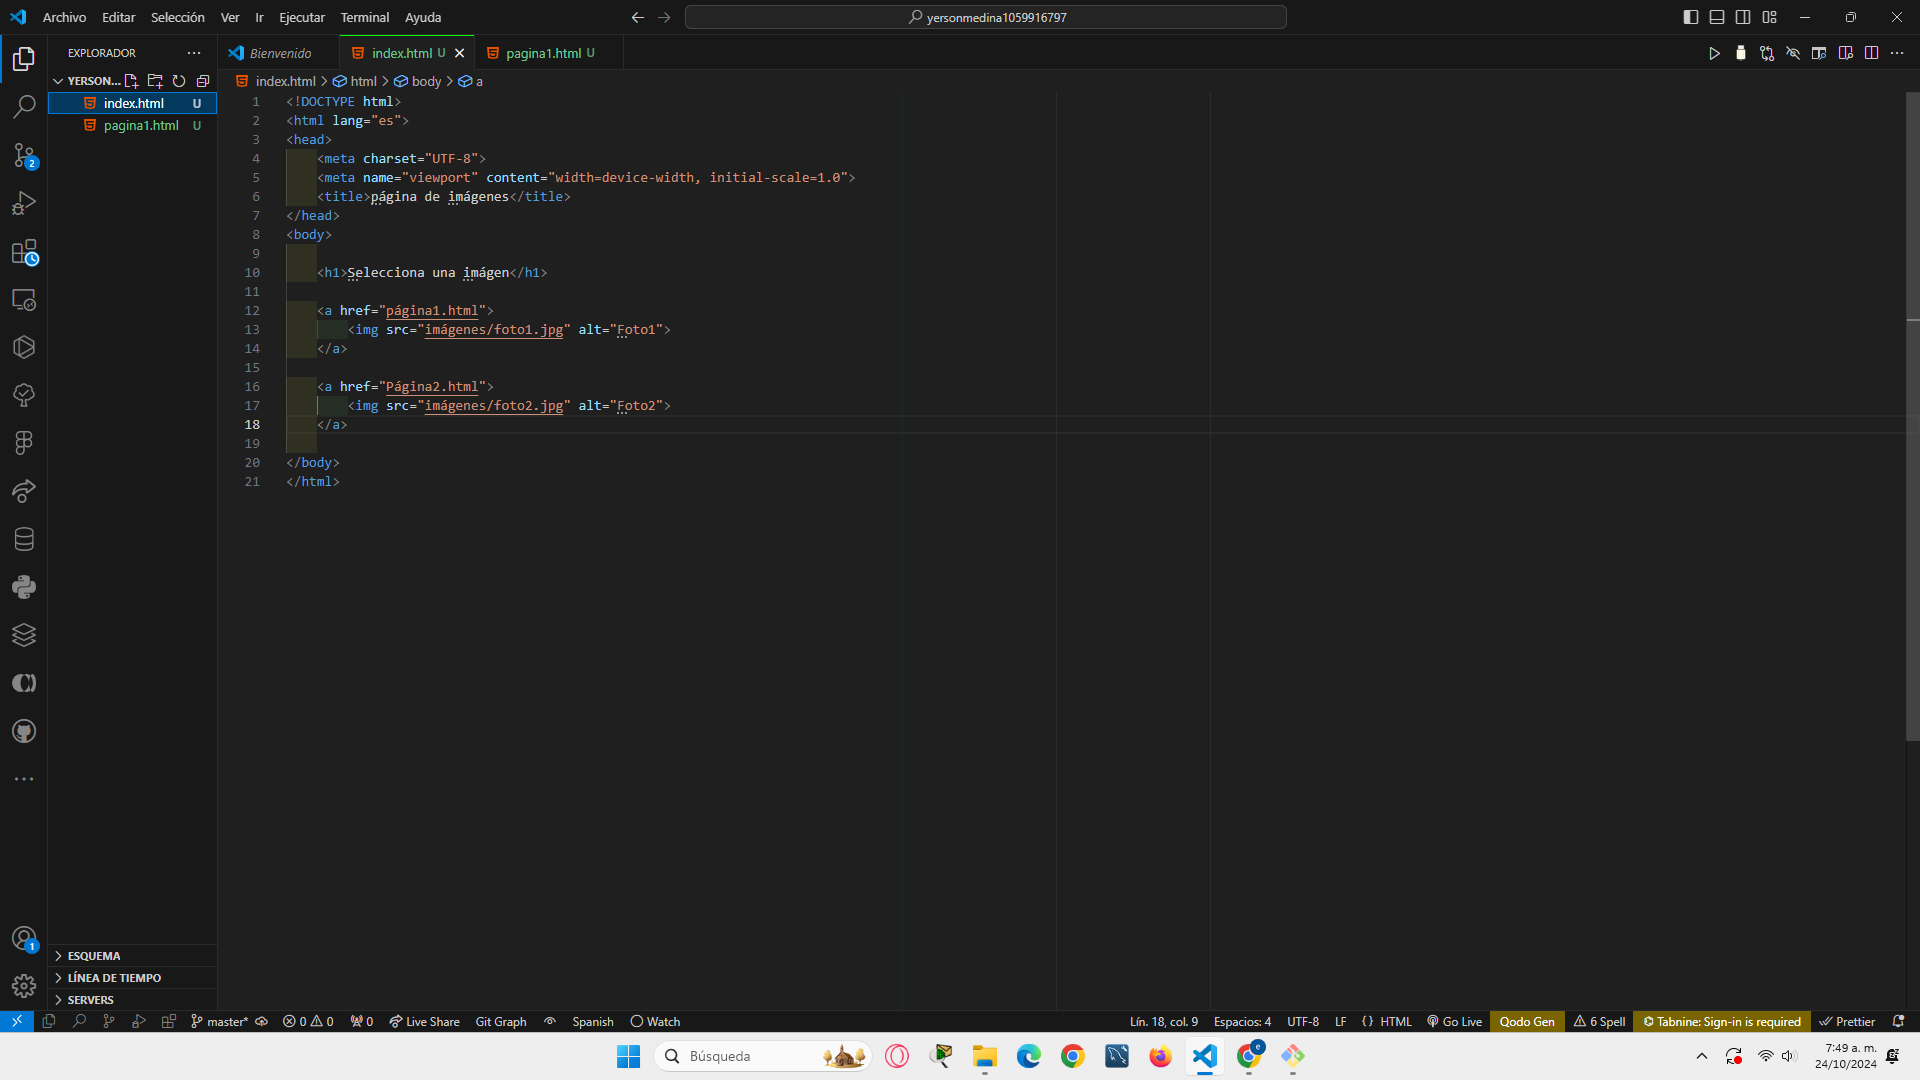 Archivo Editar Selección Ver Ir Ejecutar Terminal Ayuda
yersonmedina1059916797
EXPLORADOR
Bienvenido
index.html U
pagina1.html U
YERSON...
index.html > html > body > a
index.html U
pagina1.html U
1 <!DOCTYPE html>
2 <html lang="es">
3 <head>
4 <meta charset="UTF-8">
5 <meta name="viewport" content="width=device-width, initial-scale=1.0">
6 <title>página de imágenes</title>
7 </head>
8 <body>
9
10 <h1>Selecciona una imágen</h1>
11
12 <a href="página1.html">
13 <img src="imágenes/foto1.jpg" alt="Foto1">
14 </a>
15
16 <a href="Página2.html">
17 <img src="imágenes/foto2.jpg" alt="Foto2">
18 </a>
19
20 </body>
21 </html>
2
1
ESQUEMA
LÍNEA DE TIEMPO
SERVERS
master* 0 0 0 Live Share Git Graph Spanish Watch
Lín. 18, col. 9 Espacios: 4 UTF-8 LF {} HTML Go Live Qodo Gen 6 Spell Tabnine: Sign-in is required Prettier
Búsqueda
e
7:49 a. m.
24/10/2024